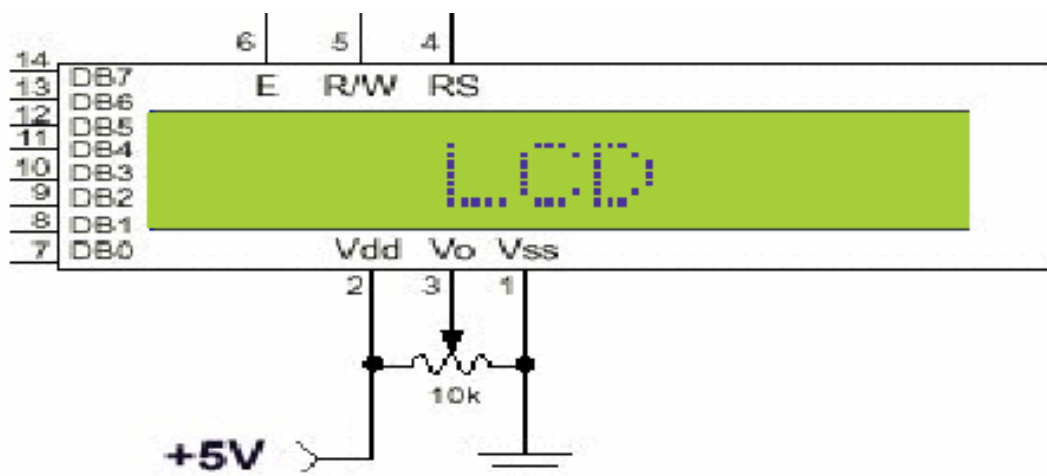 6 5 4
14 DB7 E R/W RS
13 DB6
12 DB5
11 DB4
10 DB3
9 DB2
8 DB1
7 DB0
LCD
Vdd Vo Vss
2 3 1
10k
+5V